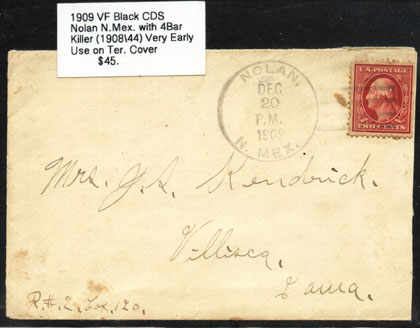 1909 VF Black CDS
Nolan N.Mex. with 4Bar
Killer (1908\44) Very Early
Use on Ter. Cover
$45.
NOLAN,
DEC
20
P.M.
1909
N. MEX.
U.S. POSTAGE
TWO CENTS
Mrs. J. S. Kendrick.
Villisca,
Iowa.
R.#.2. Box 120.